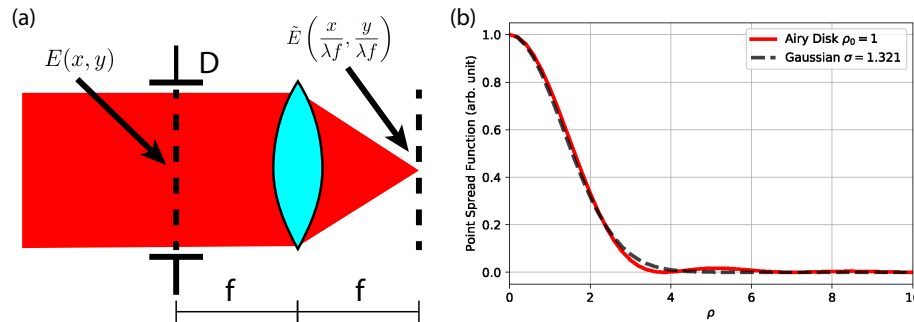 (a)
E(x, y)
D
Ẽ(x/λf, y/λf)
f
f
(b)
Point Spread Function (arb. unit)
1.0
0.8
0.6
0.4
0.2
0.0
Airy Disk ρ₀ = 1
Gaussian σ = 1.321
0 2 4 6 8 10
ρ